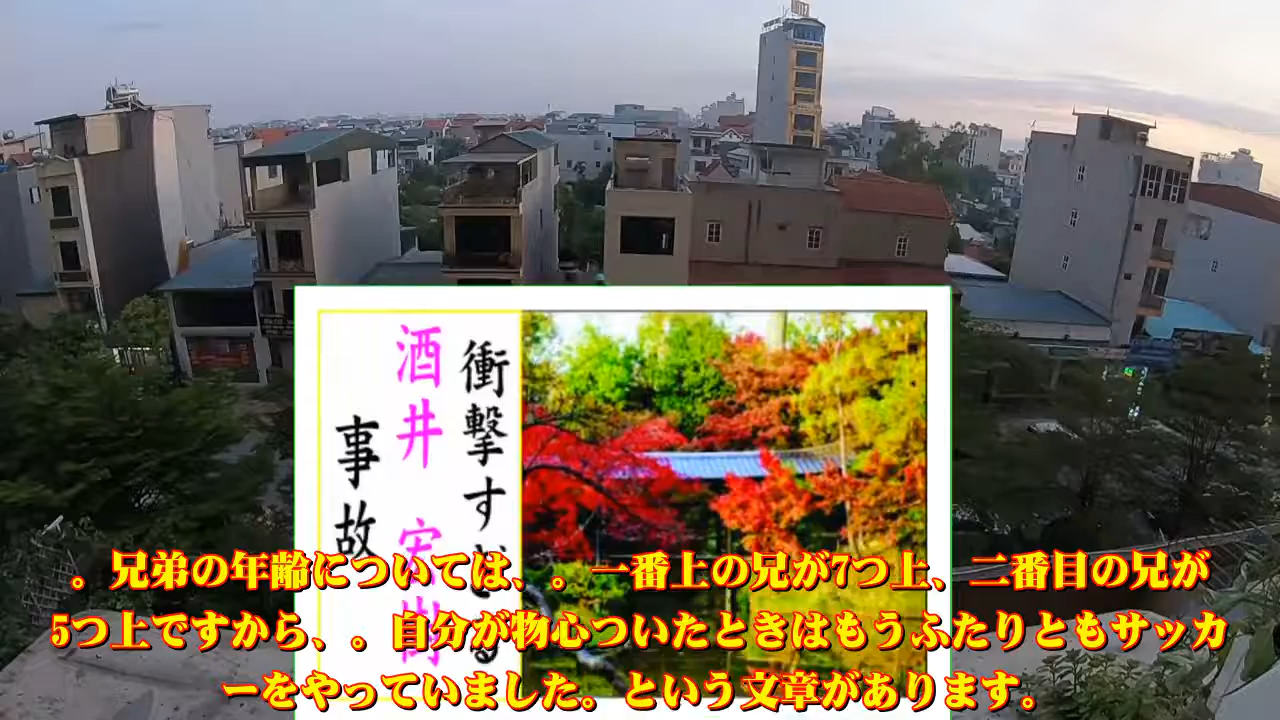 衝撃すぎる
酒井 宏樹
事故
。兄弟の年齢については、。一番上の兄が7つ上、二番目の兄が
5つ上ですから、。自分が物心ついたときはもうふたりともサッカ
ーをやっていました。という文章があります。